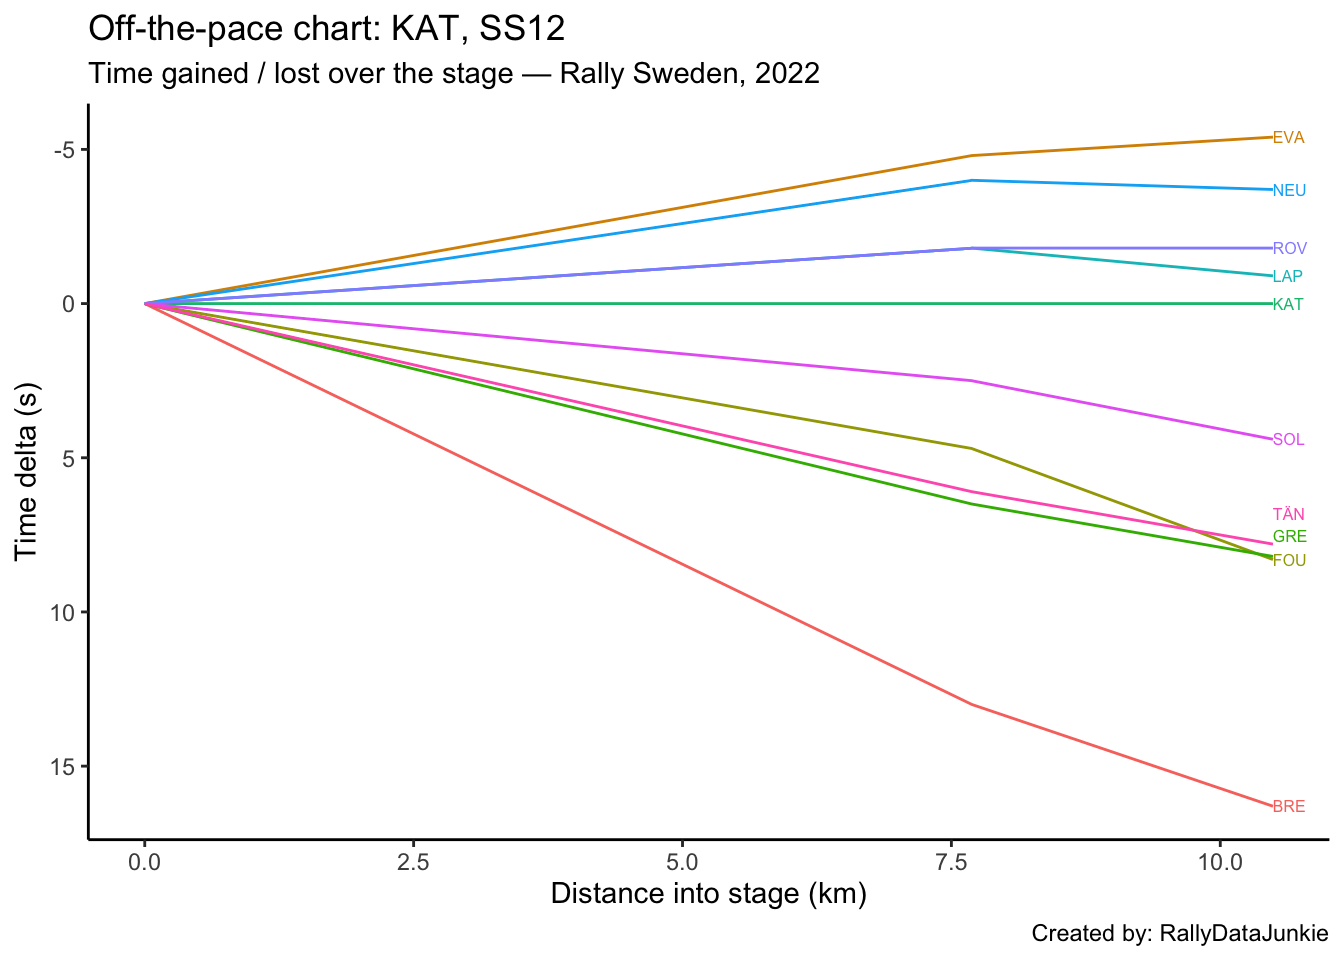 Off-the-pace chart: KAT, SS12
Time gained / lost over the stage — Rally Sweden, 2022
-5
0
5
10
15
Time delta (s)
EVA
NEU
ROV
LAP
KAT
SOL
TÄN
GRE
FOU
BRE
0.0 2.5 5.0 7.5 10.0
Distance into stage (km)
Created by: RallyDataJunkie